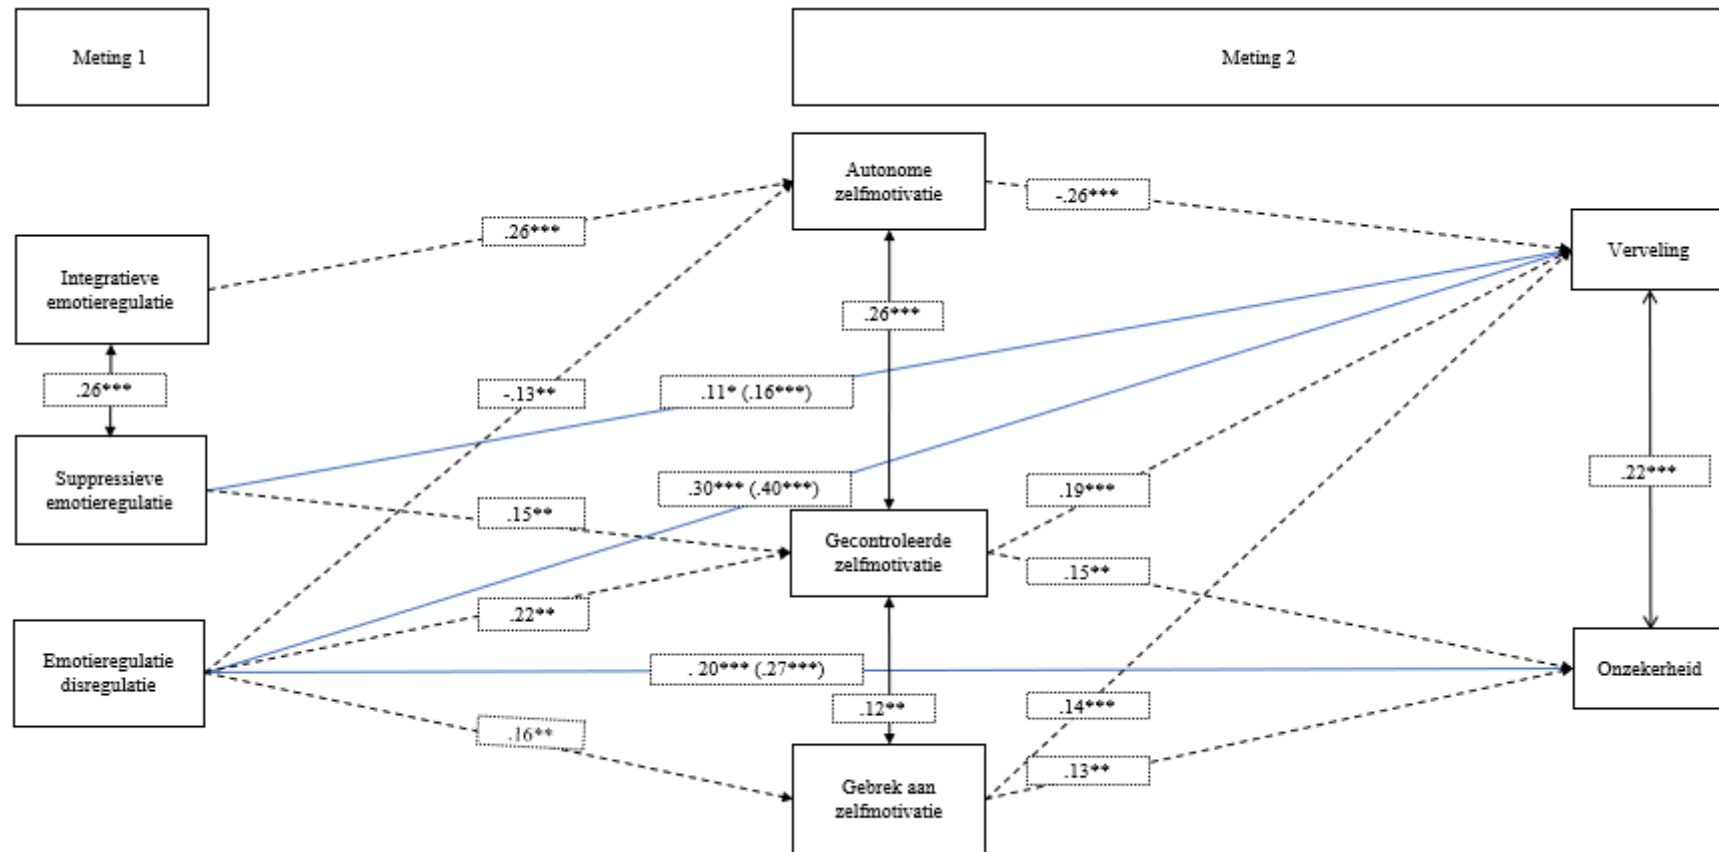 Meting 1
Meting 2
Autonome
zelfmotivatie
-.26***
.26***
Verveling
Integratieve
emotieregulatie
.26***
.26***
-.13**
.11* (.16***)
Suppressieve
emotieregulatie
.30*** (.40***)
.19***
.22***
.15**
Gecontroleerde
zelfmotivatie
.15**
.22**
Emotieregulatie
disregulatie
.20*** (.27***)
Onzekerheid
.12**
.14***
.16**
.13**
Gebrek aan
zelfmotivatie